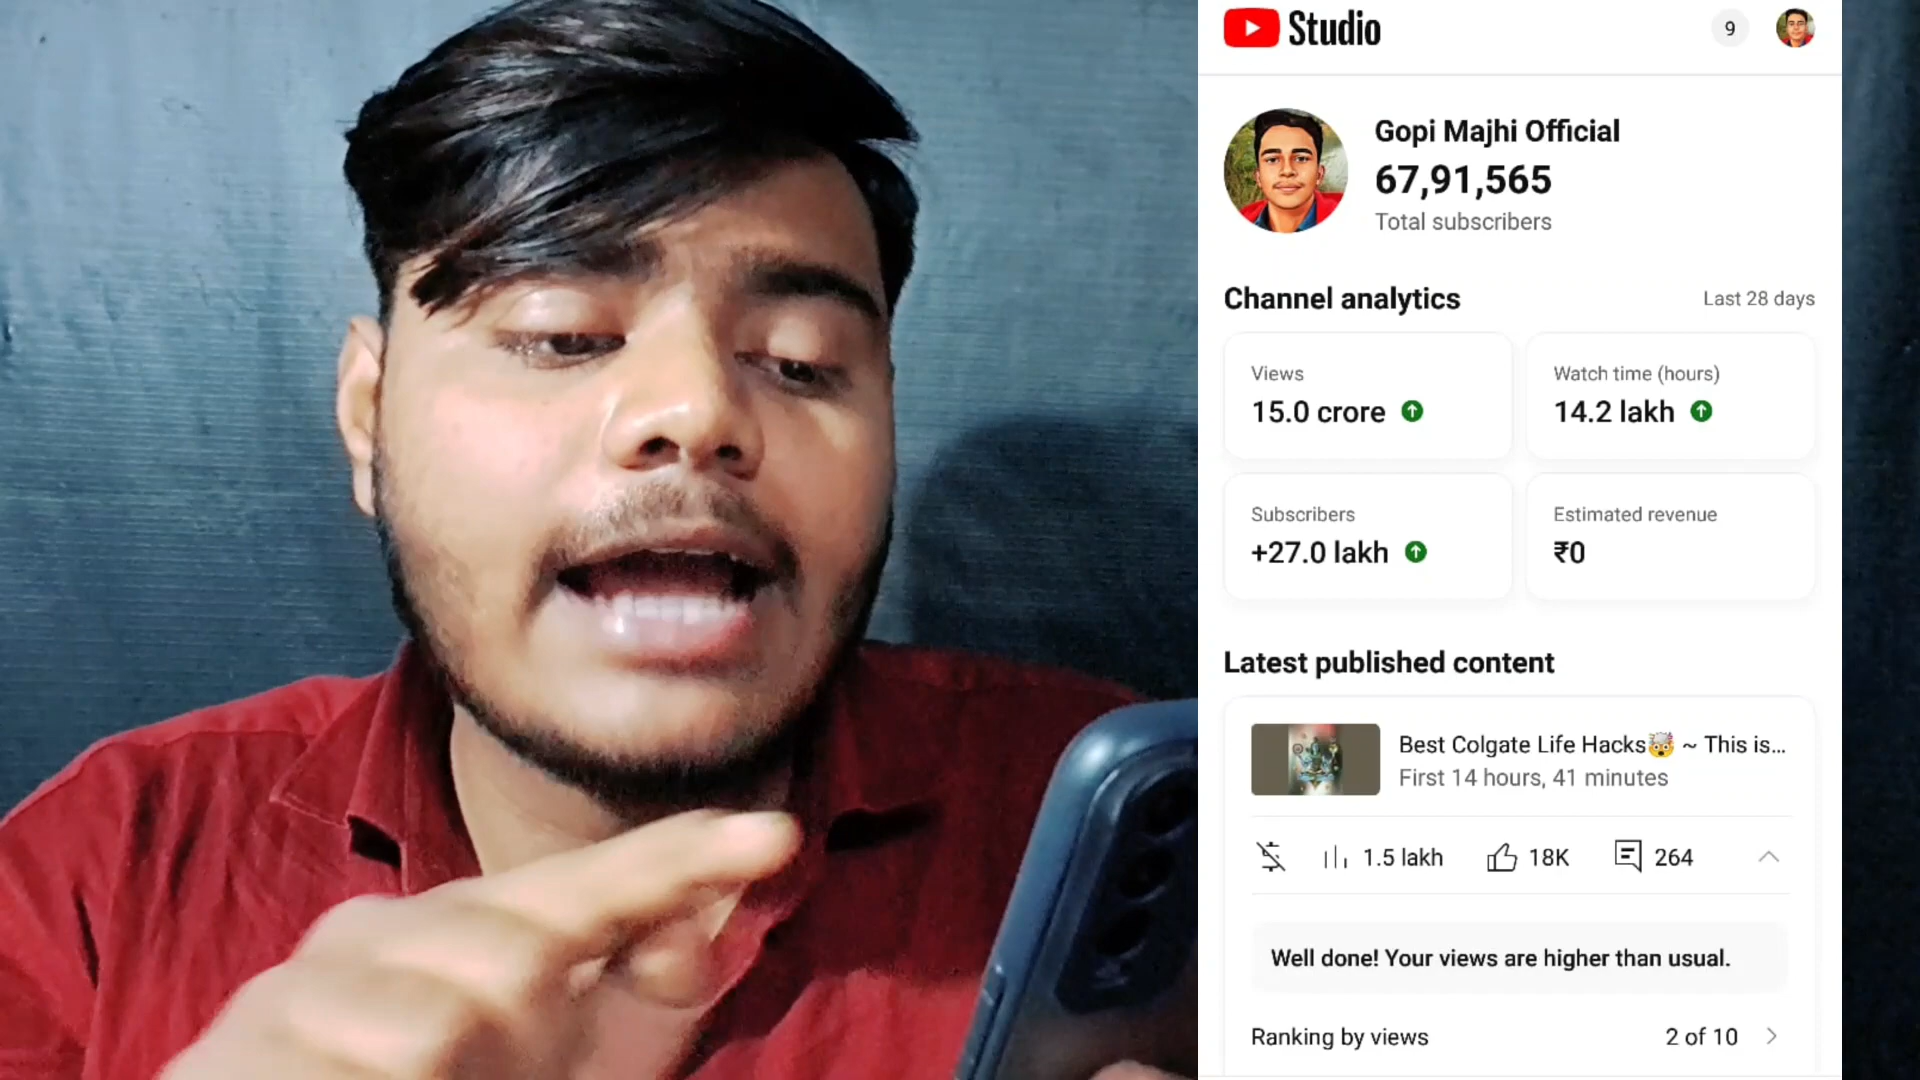 Studio
9
Gopi Majhi Official
67,91,565
Total subscribers
Channel analytics
Last 28 days
Views
15.0 crore
Watch time (hours)
14.2 lakh
Subscribers
+27.0 lakh
Estimated revenue
₹0
Latest published content
Best Colgate Life Hacks🤯 ~ This is...
First 14 hours, 41 minutes
1.5 lakh
18K
264
Well done! Your views are higher than usual.
Ranking by views
2 of 10